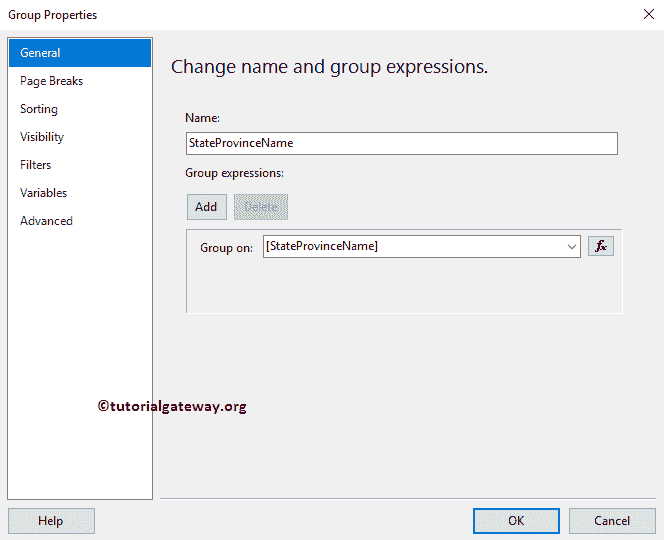 Group Properties
General
Page Breaks
Sorting
Visibility
Filters
Variables
Advanced
Change name and group expressions.
Name:
StateProvinceName
Group expressions:
Add Delete
Group on: [StateProvinceName] fx
©tutorialgateway.org
Help OK Cancel